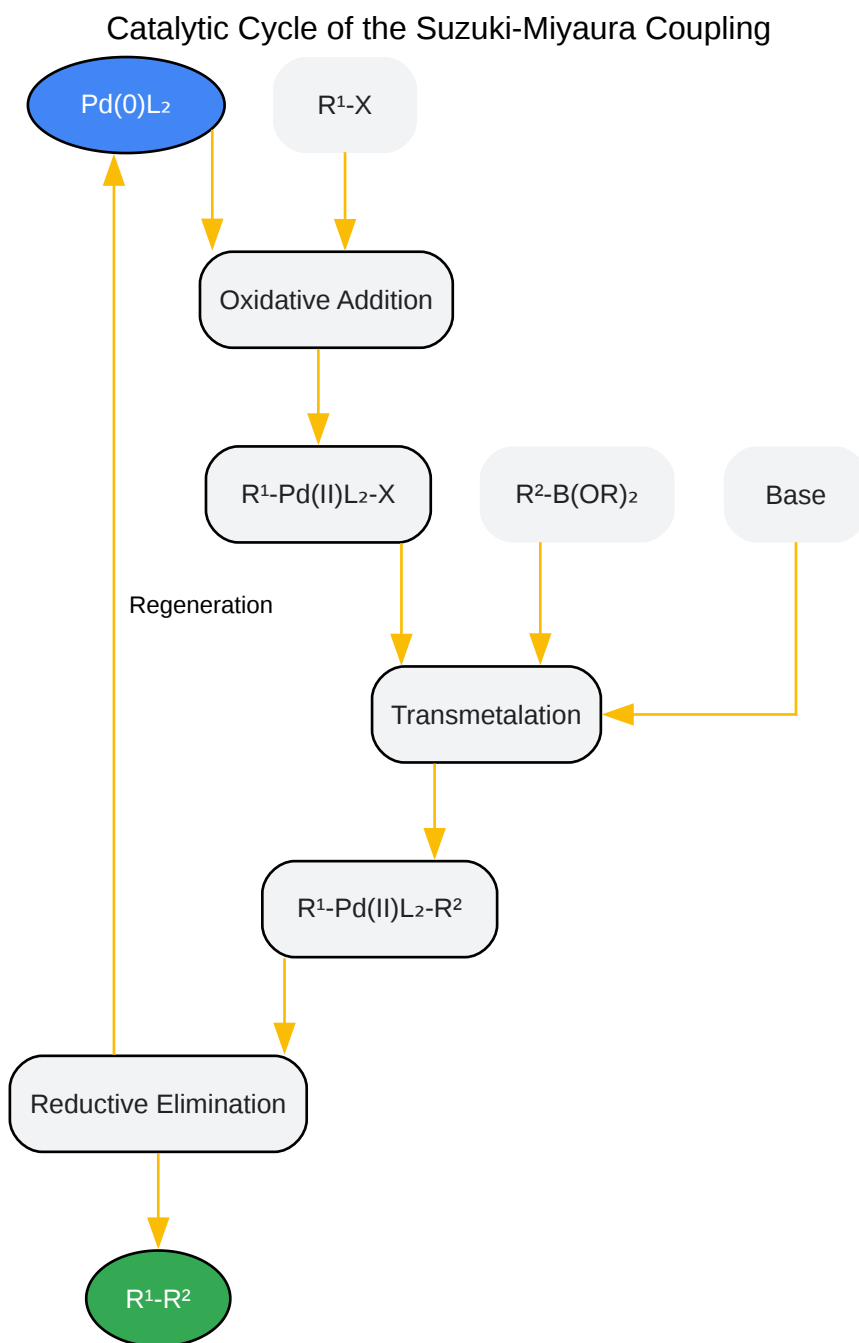 Catalytic Cycle of the Suzuki-Miyaura Coupling
Pd(0)L₂
R¹-X
Oxidative Addition
R¹-Pd(II)L₂-X
R²-B(OR)₂
Base
Regeneration
Transmetalation
R¹-Pd(II)L₂-R²
Reductive Elimination
R¹-R²